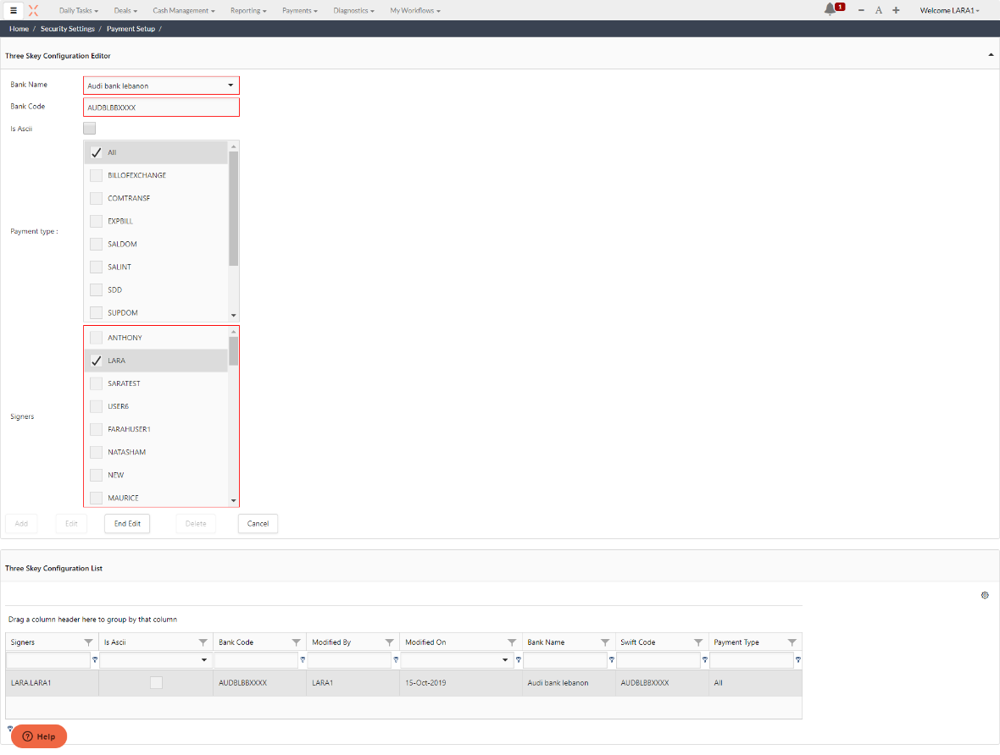 Daily Tasks Deals Cash Management Reporting Payments Diagnostics My Workflows 1 A Welcome LARA1
Home / Security Settings / Payment Setup /
Three Skey Configuration Editor
Bank Name Audi bank lebanon
Bank Code AUDBLBBXXXX
Is Ascii
Payment type :
All
BILLOFEXCHANGE
COMTRANSF
EXPBILL
SALDOM
SALINT
SDD
SUPDOM
Signers
ANTHONY
LARA
SARATEST
USER6
FARAHUSER1
NATASHAM
NEW
MAURICE
Add Edit End Edit Delete Cancel
Three Skey Configuration List
Drag a column header here to group by that column
Signers Is Ascii Bank Code Modified By Modified On Bank Name Swift Code Payment Type
LARA.LARA1 AUDBLBBXXXX LARA1 15-Oct-2019 Audi bank lebanon AUDBLBBXXXX All
Help